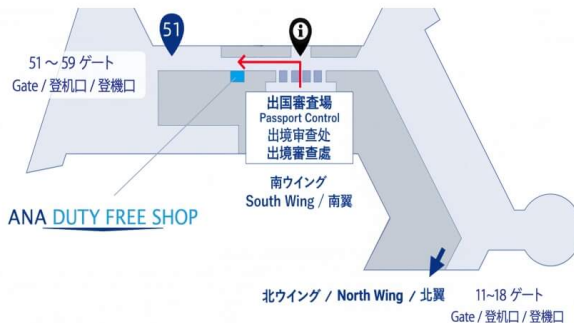 51
51 ～ 59 ゲート
Gate / 登机口 / 登機口
出国審査場
Passport Control
出境审查处
出境審查處
南ウイング
South Wing / 南翼
ANA DUTY FREE SHOP
北ウイング / North Wing / 北翼
11~18 ゲート
Gate / 登机口 / 登機口